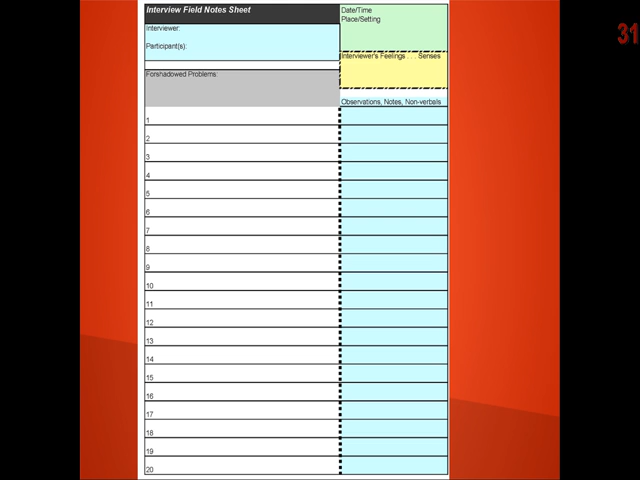 Interview Field Notes Sheet
Interviewer:
Participant(s):
Date/Time
Place/Setting
Interviewer's Feelings . . . Senses
Forshadowed Problems:
Observations, Notes, Non-verbals
1
2
3
4
5
6
7
8
9
10
11
12
13
14
15
16
17
18
19
20
31